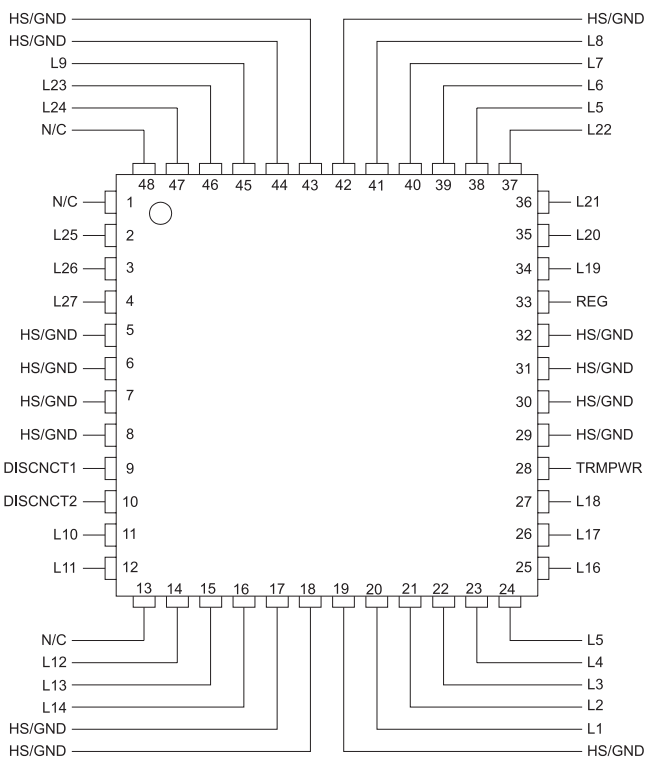 HS/GND HS/GND
HS/GND L8
L9 L7
L23 L6
L24 L5
N/C L22
48 47 46 45 44 43 42 41 40 39 38 37
N/C 1 36 L21
L25 2 35 L20
L26 3 34 L19
L27 4 33 REG
HS/GND 5 32 HS/GND
HS/GND 6 31 HS/GND
HS/GND 7 30 HS/GND
HS/GND 8 29 HS/GND
DISCNCT1 9 28 TRMPWR
DISCNCT2 10 27 L18
L10 11 26 L17
L11 12 25 L16
13 14 15 16 17 18 19 20 21 22 23 24
N/C L5
L12 L4
L13 L3
L14 L2
HS/GND L1
HS/GND HS/GND